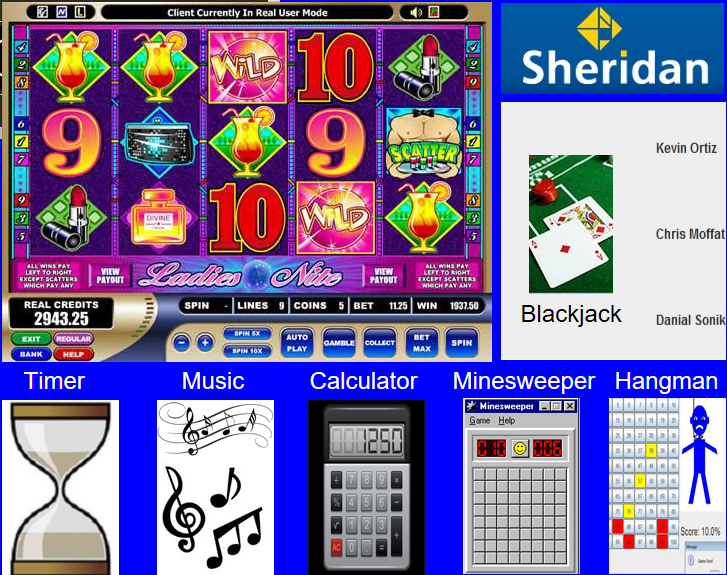 Client Currently In Real User Mode
Sheridan
WILD
10
9
9
SCATTER
DIVINE
10
WILD
ALL WINS PAY
LEFT TO RIGHT
EXCEPT SCATTERS
WHICH PAY ANY
VIEW
PAYOUT
Ladies Nite
VIEW
PAYOUT
ALL WINS PAY
LEFT TO RIGHT
EXCEPT SCATTERS
WHICH PAY ANY
REAL CREDITS
2943.25
SPIN - LINES 9 COINS 5 BET 11.25 WIN 1937.50
EXIT REGULAR
BANK HELP
SPIN 5X
SPIN 10X
AUTO
PLAY
GAMBLE
COLLECT
BET
MAX
SPIN
Kevin Ortiz
Chris Moffat
Danial Sonik
Blackjack
Timer
Music
Calculator
Minesweeper
Hangman
1250
AC
Minesweeper
Game Help
010
006
Score: 10.0%